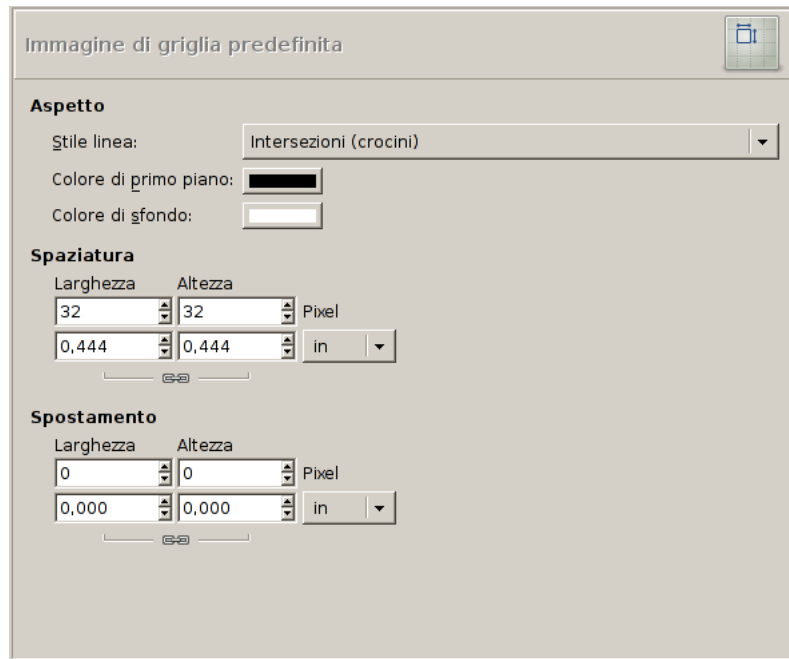 Immagine di griglia predefinita
Aspetto
Stile linea: Intersezioni (crocini)
Colore di primo piano:
Colore di sfondo:
Spaziatura
Larghezza Altezza
32 32 Pixel
0,444 0,444 in
Spostamento
Larghezza Altezza
0 0 Pixel
0,000 0,000 in